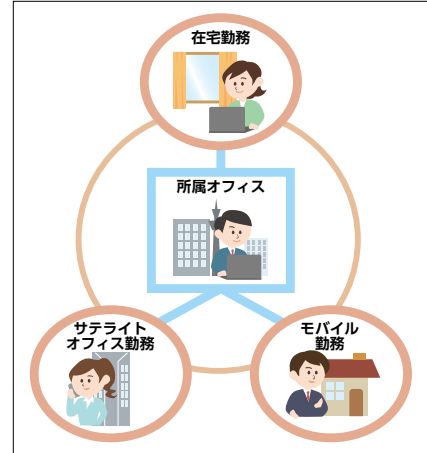 在宅勤務
所属オフィス
サテライト
オフィス勤務
モバイル
勤務